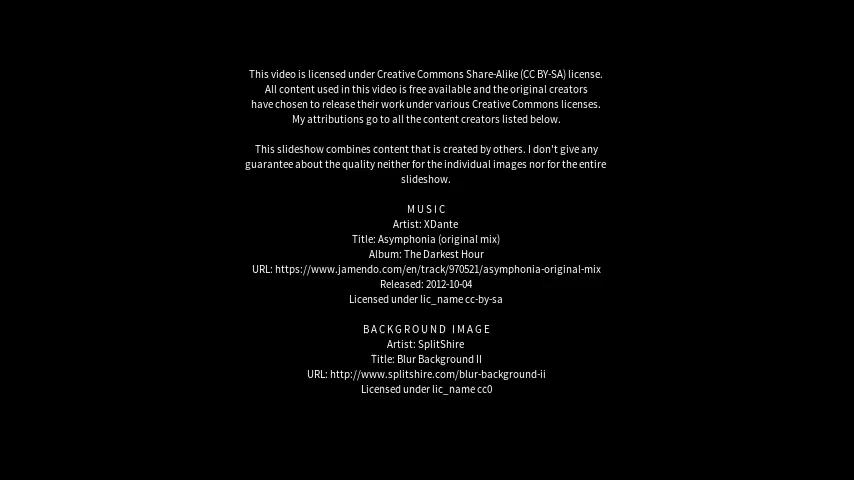 This video is licensed under Creative Commons Share-Alike (CC BY-SA) license.
All content used in this video is free available and the original creators
have chosen to release their work under various Creative Commons licenses.
My attributions go to all the content creators listed below.
This slideshow combines content that is created by others. I don't give any
guarantee about the quality neither for the individual images nor for the entire
slideshow.
MUSIC
Artist: XDante
Title: Asymphonia (original mix)
Album: The Darkest Hour
URL: https://www.jamendo.com/en/track/970521/asymphonia-original-mix
Released: 2012-10-04
Licensed under lic_name cc-by-sa
BACKGROUND IMAGE
Artist: SplitShire
Title: Blur Background II
URL: http://www.splitshire.com/blur-background-ii
Licensed under lic_name cc0